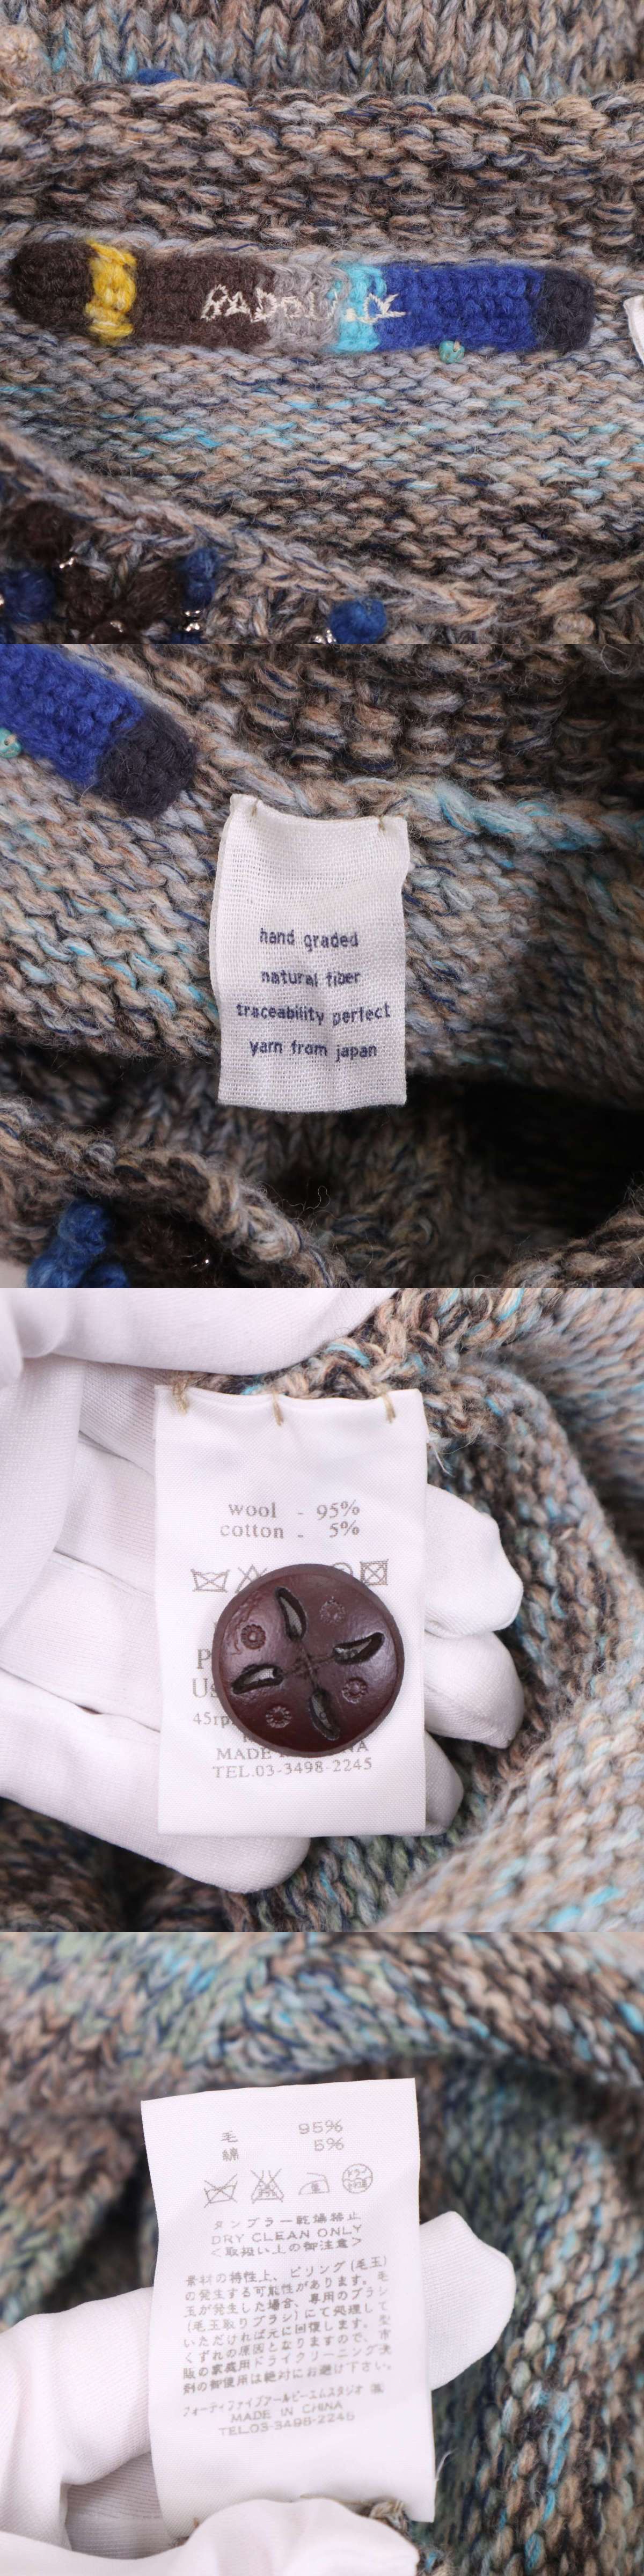 hand graded
natural fiber
traceability perfect
yarn from japan
wool - 95%
cotton - 5%
P
Us
45rp
MADE
NA
TEL.03-3498-2245
毛 95%
綿 5%
タンブラー乾燥禁止
DRY CLEAN ONLY
<取扱い上の御注意>
素材の特性上、ピリング(毛玉)
の発生する可能性があります。毛
玉が発生した場合、専用のブラシ
(毛玉取りブラシ)にて処理して
いただければ元に回復します。型
くずれの原因となりますので、市
販の家庭用ドライクリーニング洗
剤の御使用は絶対にお避け下さい。
フォーティファイブアールピーエムスタジオ
MADE IN CHINA
TEL.03-3498-2245